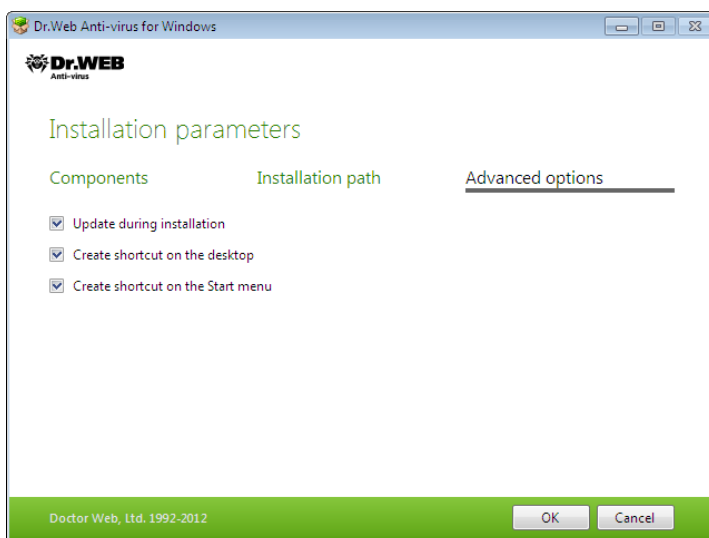 Dr.Web Anti-virus for Windows
Dr.WEB
Anti-virus
Installation parameters
Components Installation path Advanced options
Update during installation
Create shortcut on the desktop
Create shortcut on the Start menu
Doctor Web, Ltd. 1992-2012 OK Cancel